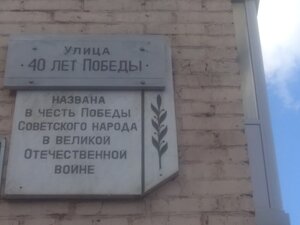 Улица
40 лет Победы
Названа
в честь Победы
Советского народа
в Великой
Отечественной
войне